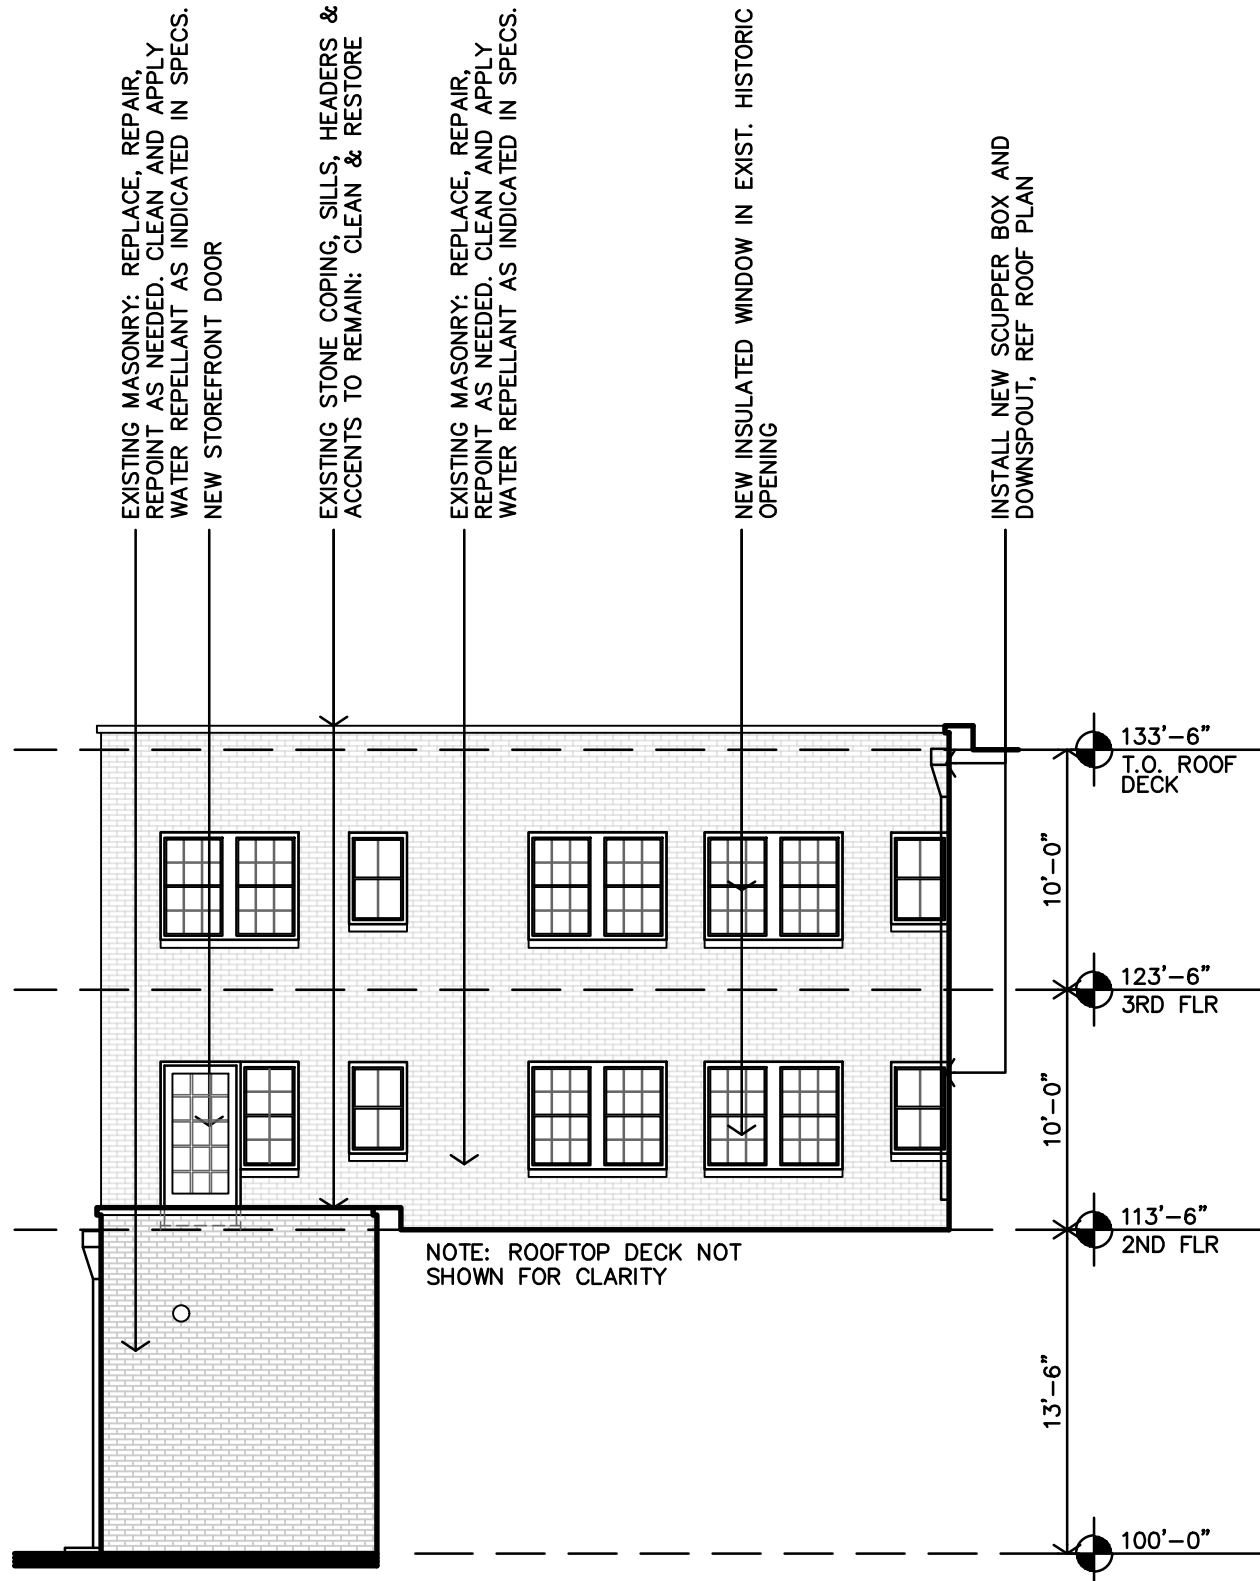 EXISTING MASONRY: REPLACE, REPAIR,
REPOINT AS NEEDED. CLEAN AND APPLY
WATER REPELLANT AS INDICATED IN SPECS.
NEW STOREFRONT DOOR
EXISTING STONE COPING, SILLS, HEADERS &
ACCENTS TO REMAIN: CLEAN & RESTORE
EXISTING MASONRY: REPLACE, REPAIR,
REPOINT AS NEEDED. CLEAN AND APPLY
WATER REPELLANT AS INDICATED IN SPECS.
NEW INSULATED WINDOW IN EXIST. HISTORIC
OPENING
INSTALL NEW SCUPPER BOX AND
DOWNSPOUT, REF ROOF PLAN
133'-6"
T.O. ROOF
DECK
10'-0"
123'-6"
3RD FLR
10'-0"
113'-6"
2ND FLR
NOTE: ROOFTOP DECK NOT
SHOWN FOR CLARITY
13'-6"
100'-0"